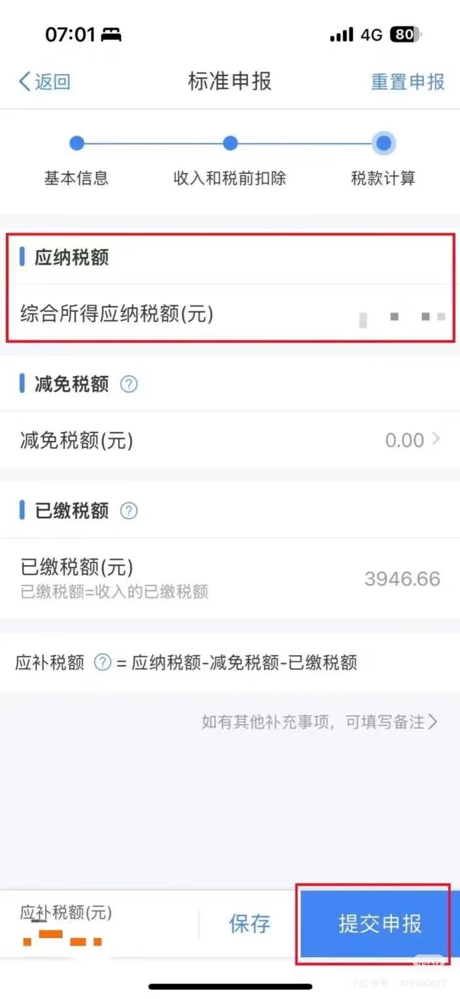 07:01 4G 80
返回 标准申报 重置申报
基本信息 收入和税前扣除 税款计算
应纳税额
综合所得应纳税额(元)
减免税额 ?
减免税额(元) 0.00
已缴税额 ?
已缴税额(元)
已缴税额=收入的已缴税额
3946.66
应补税额 ? = 应纳税额-减免税额-已缴税额
如有其他补充事项，可填写备注
应补税额(元)
保存 提交申报
小红书
小红书号：419190612